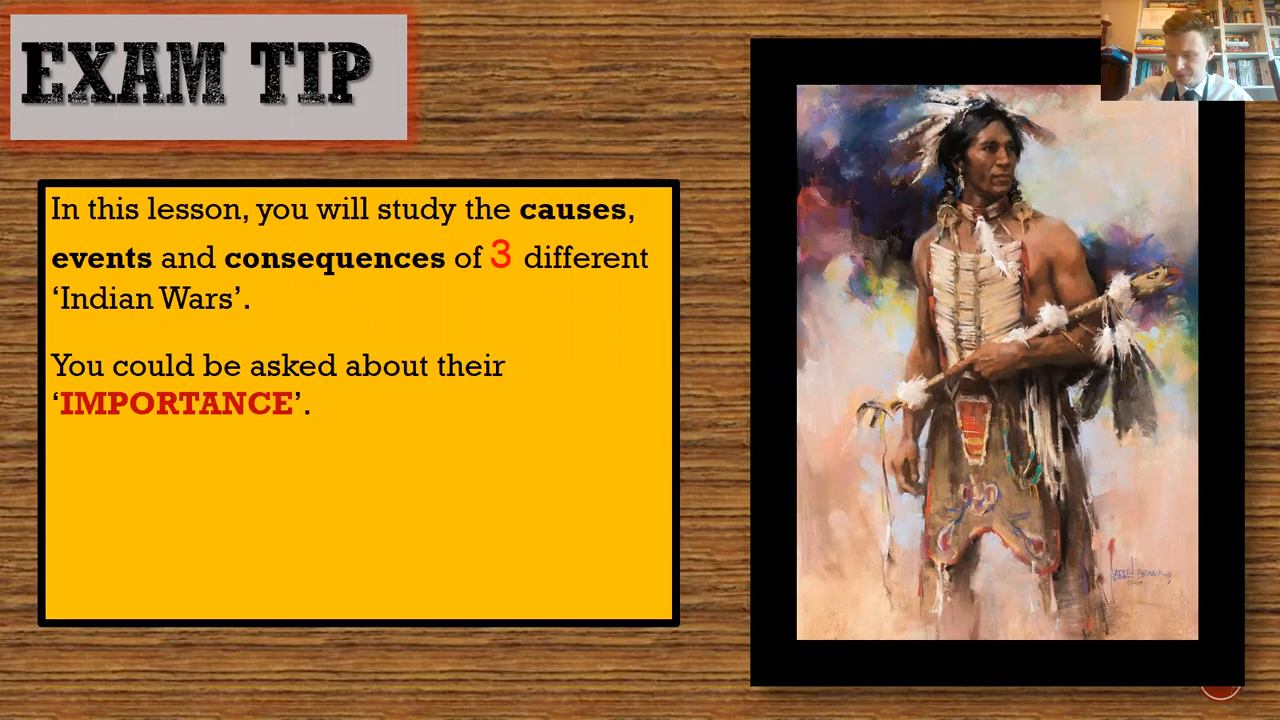 EXAM TIP
In this lesson, you will study the causes,
events and consequences of 3 different
‘Indian Wars’.
You could be asked about their
‘IMPORTANCE’.